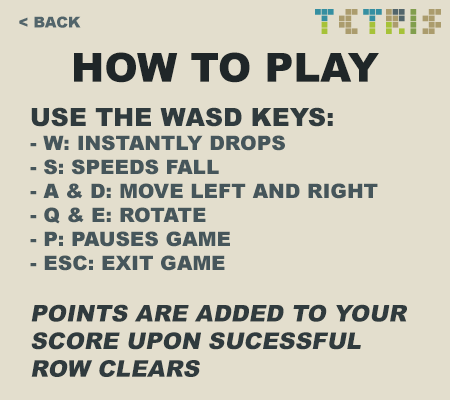 < BACK
TETRIS
HOW TO PLAY
USE THE WASD KEYS:
- W: INSTANTLY DROPS
- S: SPEEDS FALL
- A & D: MOVE LEFT AND RIGHT
- Q & E: ROTATE
- P: PAUSES GAME
- ESC: EXIT GAME
POINTS ARE ADDED TO YOUR
SCORE UPON SUCESSFUL
ROW CLEARS